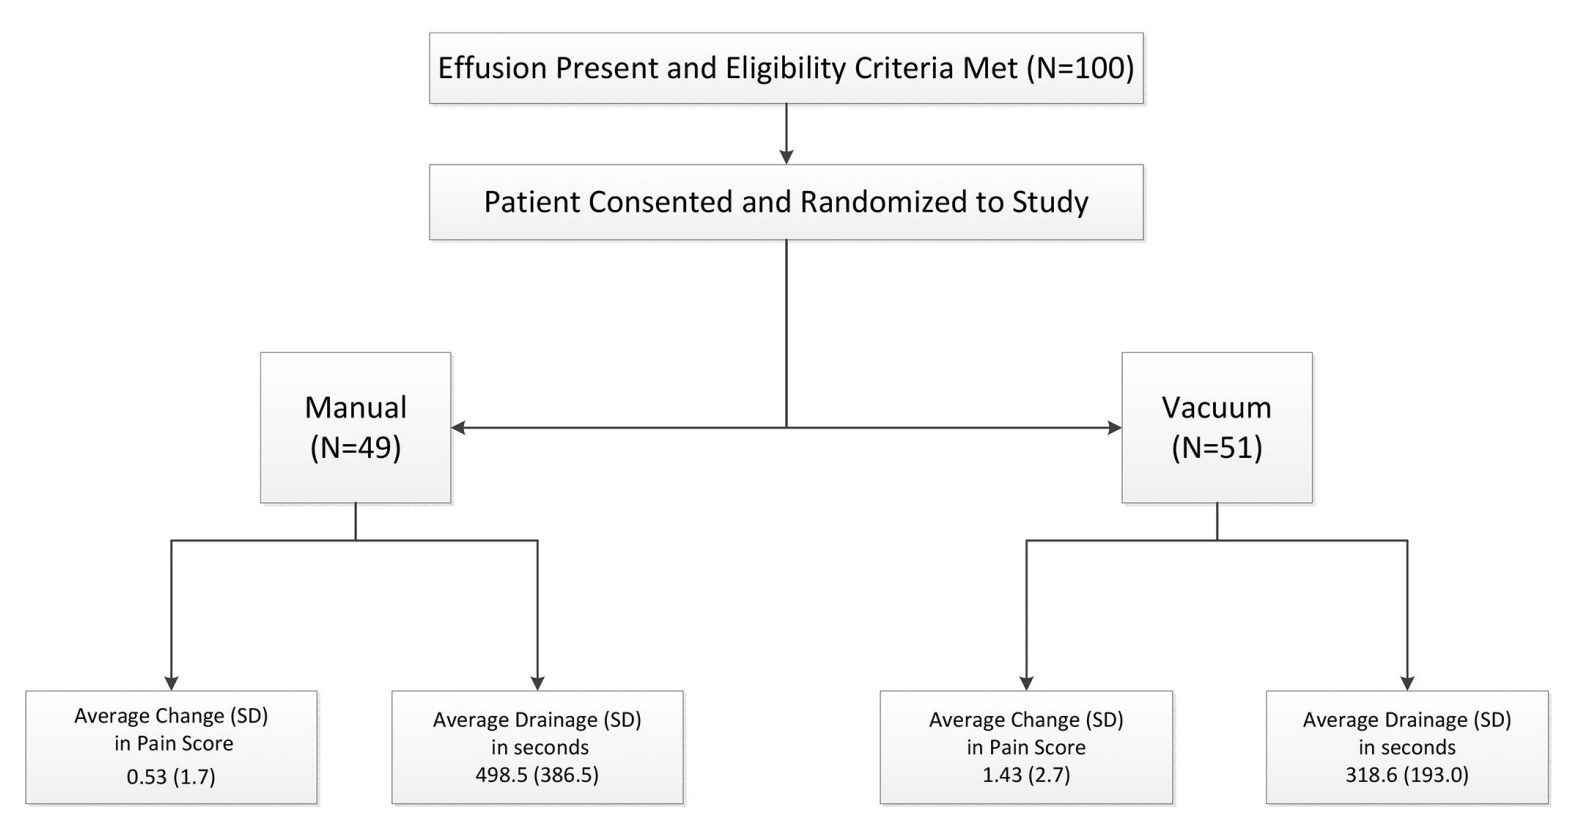 Effusion Present and Eligibility Criteria Met (N=100)
Patient Consented and Randomized to Study
Manual
(N=49)
Vacuum
(N=51)
Average Change (SD)
in Pain Score
0.53 (1.7)
Average Drainage (SD)
in seconds
498.5 (386.5)
Average Change (SD)
in Pain Score
1.43 (2.7)
Average Drainage (SD)
in seconds
318.6 (193.0)